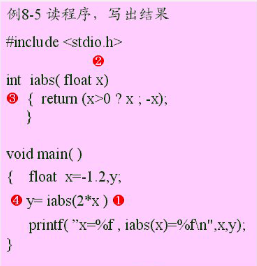 例8-5 读程序，写出结果
#include <stdio.h>
❷
int iabs( float x)
❸ { return (x>0 ? x ; -x);
}
void main( )
{ float x=-1.2,y;
❹ y= iabs(2*x ) ❶
printf( ”x=%f , iabs(x)=%f\n",x,y);
}